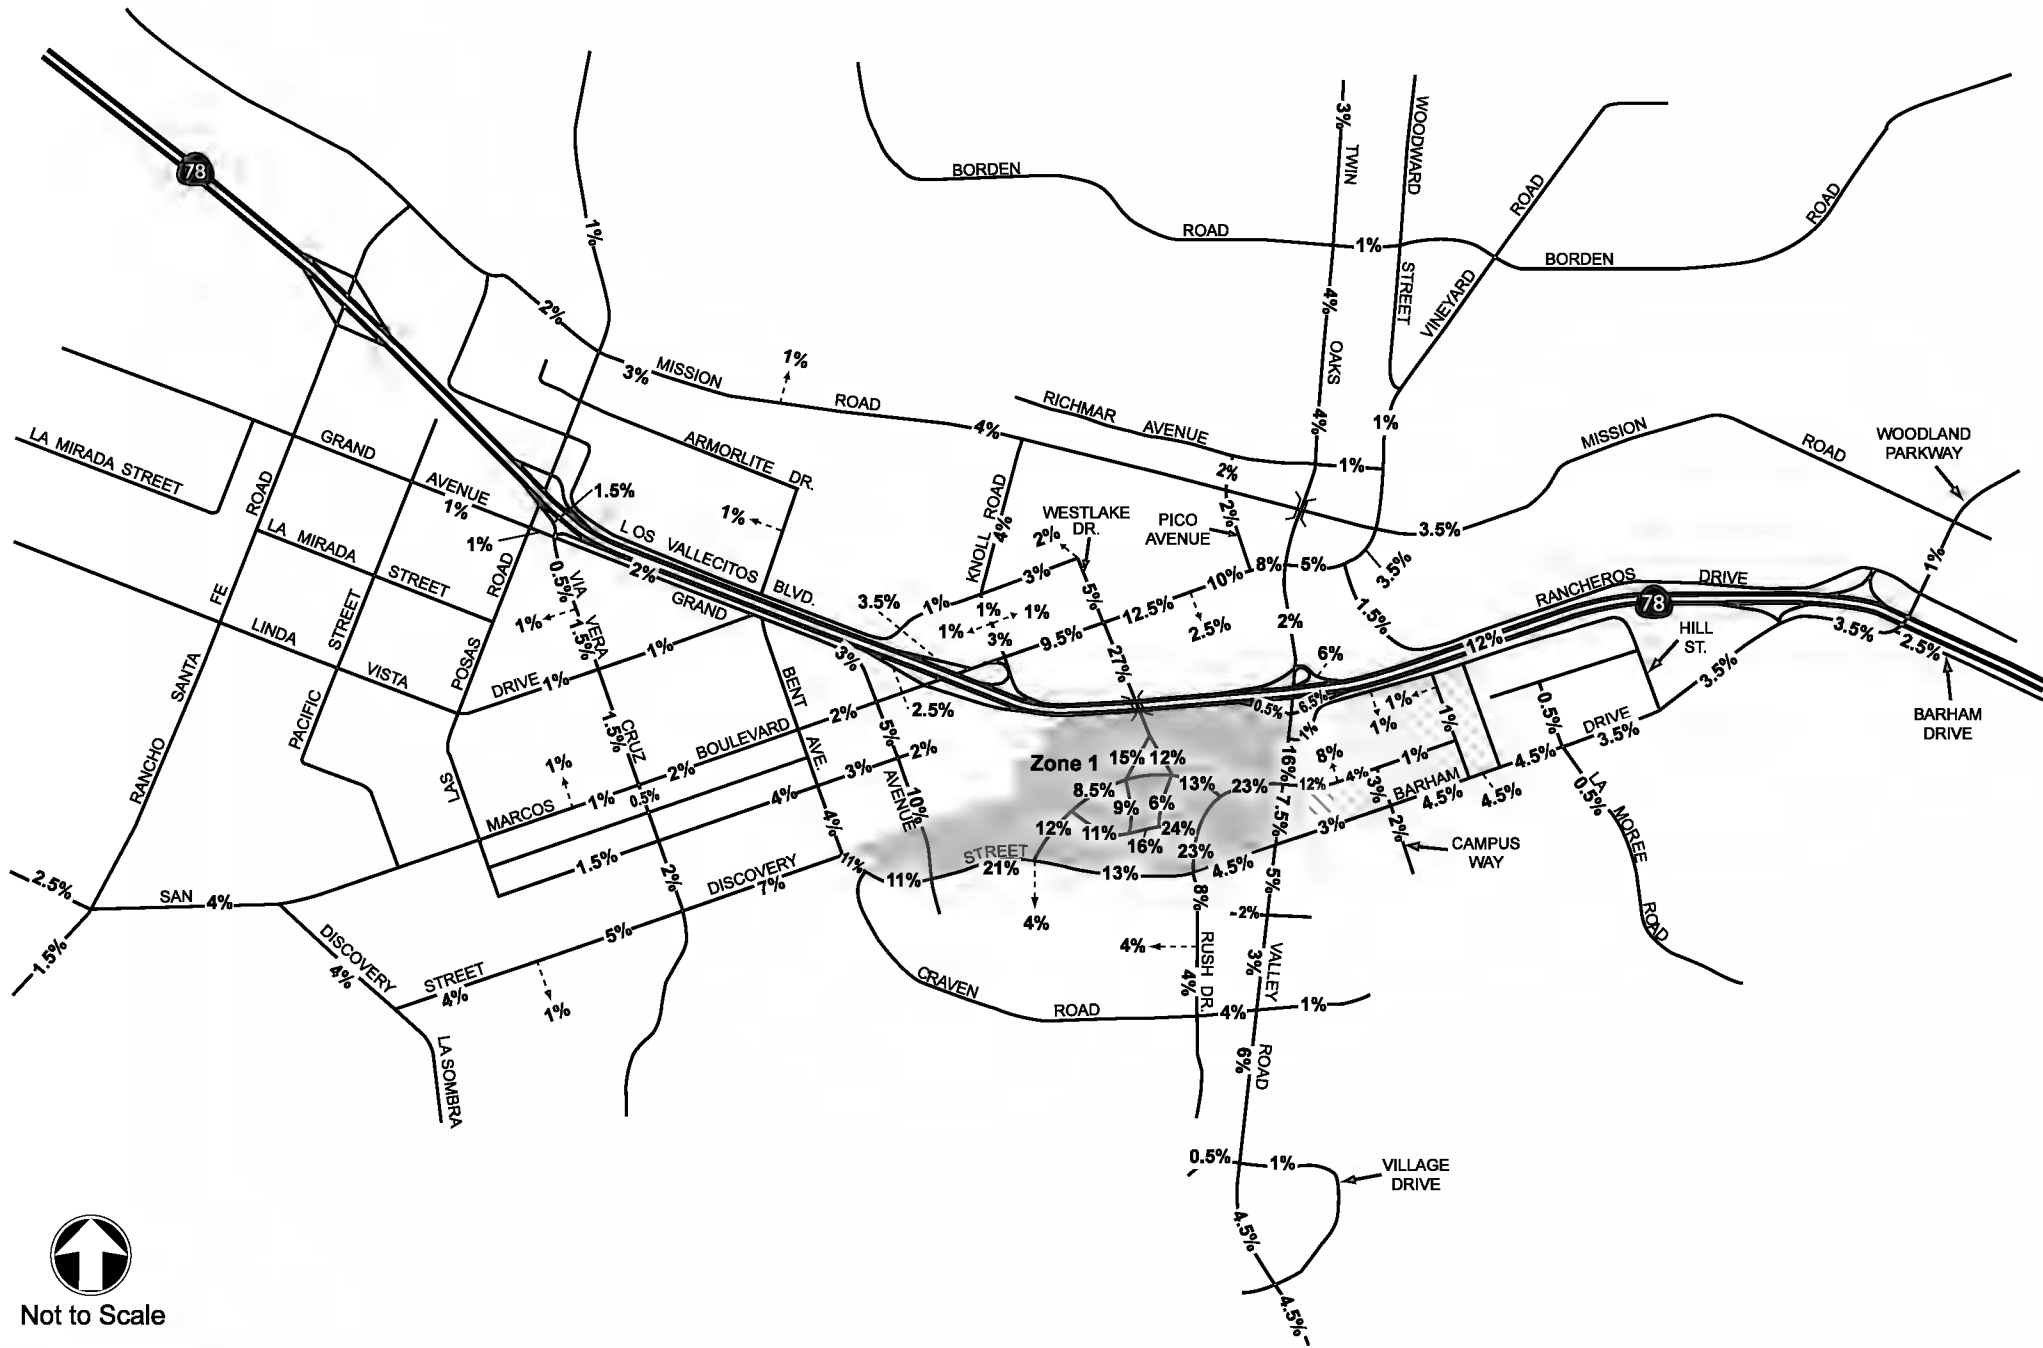 3%
WOODWARD
TWIN
78
BORDEN
ROAD
ROAD
1%
ROAD
1%
BORDEN
STREET
4%
VINEYARD
2%
1%
OAKS
3%
MISSION
ROAD
RICHMAR
AVENUE
4%
4%
1%
MISSION
ROAD
WOODLAND
PARKWAY
LA MIRADA STREET
GRAND
AVENUE
1%
ARMORLITE DR.
1%
2%
1.5%
ROAD
LA MIRADA
STREET
1%
ROAD
LOS VALLECITOS BLVD.
KNOLL ROAD
4%
WESTLAKE
DR.
2%
PICO
AVENUE
2%
3.5%
3.5%
1%
2%
GRAND
0.5%
VIA
VERA
CRUZ
3.5%
1%
3%
5%
12.5%
10%
8%
5%
1.5%
RANCHEROS
DRIVE
78
FE
LINDA
VISTA
STREET
POSAS
1%
1.5%
1%
DRIVE
1%
1%
1%
1%
3%
9.5%
2.5%
2%
27%
12%
6%
HILL
ST.
3.5%
2.5%
3.5%
BARHAM
DRIVE
SANTA
PACIFIC
BENT
AVE.
3%
2.5%
5%
0.5%
6.5%
1%
1%
1%
1%
0.5%
DRIVE
3.5%
RANCHO
LAS
1.5%
BOULEVARD
2%
2%
2%
Zone 1
15%
12%
16%
8%
1%
4.5%
1%
MARCOS
1%
0.5%
4%
3%
AVENUE
10%
8.5%
13%
23%
12%
4%
3%
BARHAM
4.5%
4.5%
9%
6%
7.5%
3%
2%
0.5%
LA MOREE
ROAD
12%
11%
24%
16%
23%
CAMPUS
WAY
4%
1.5%
2%
DISCOVERY
7%
11%
11%
STREET
21%
13%
4.5%
5%
8%
2.5%
SAN
4%
1.5%
DISCOVERY
4%
STREET
4%
5%
1%
4%
4%
2%
RUSH DR.
4%
VALLEY
3%
CRAVEN
ROAD
4%
1%
LA SOMBRA
6%
ROAD
0.5%
1%
VILLAGE
DRIVE
4.5%
4.5%
Not to Scale